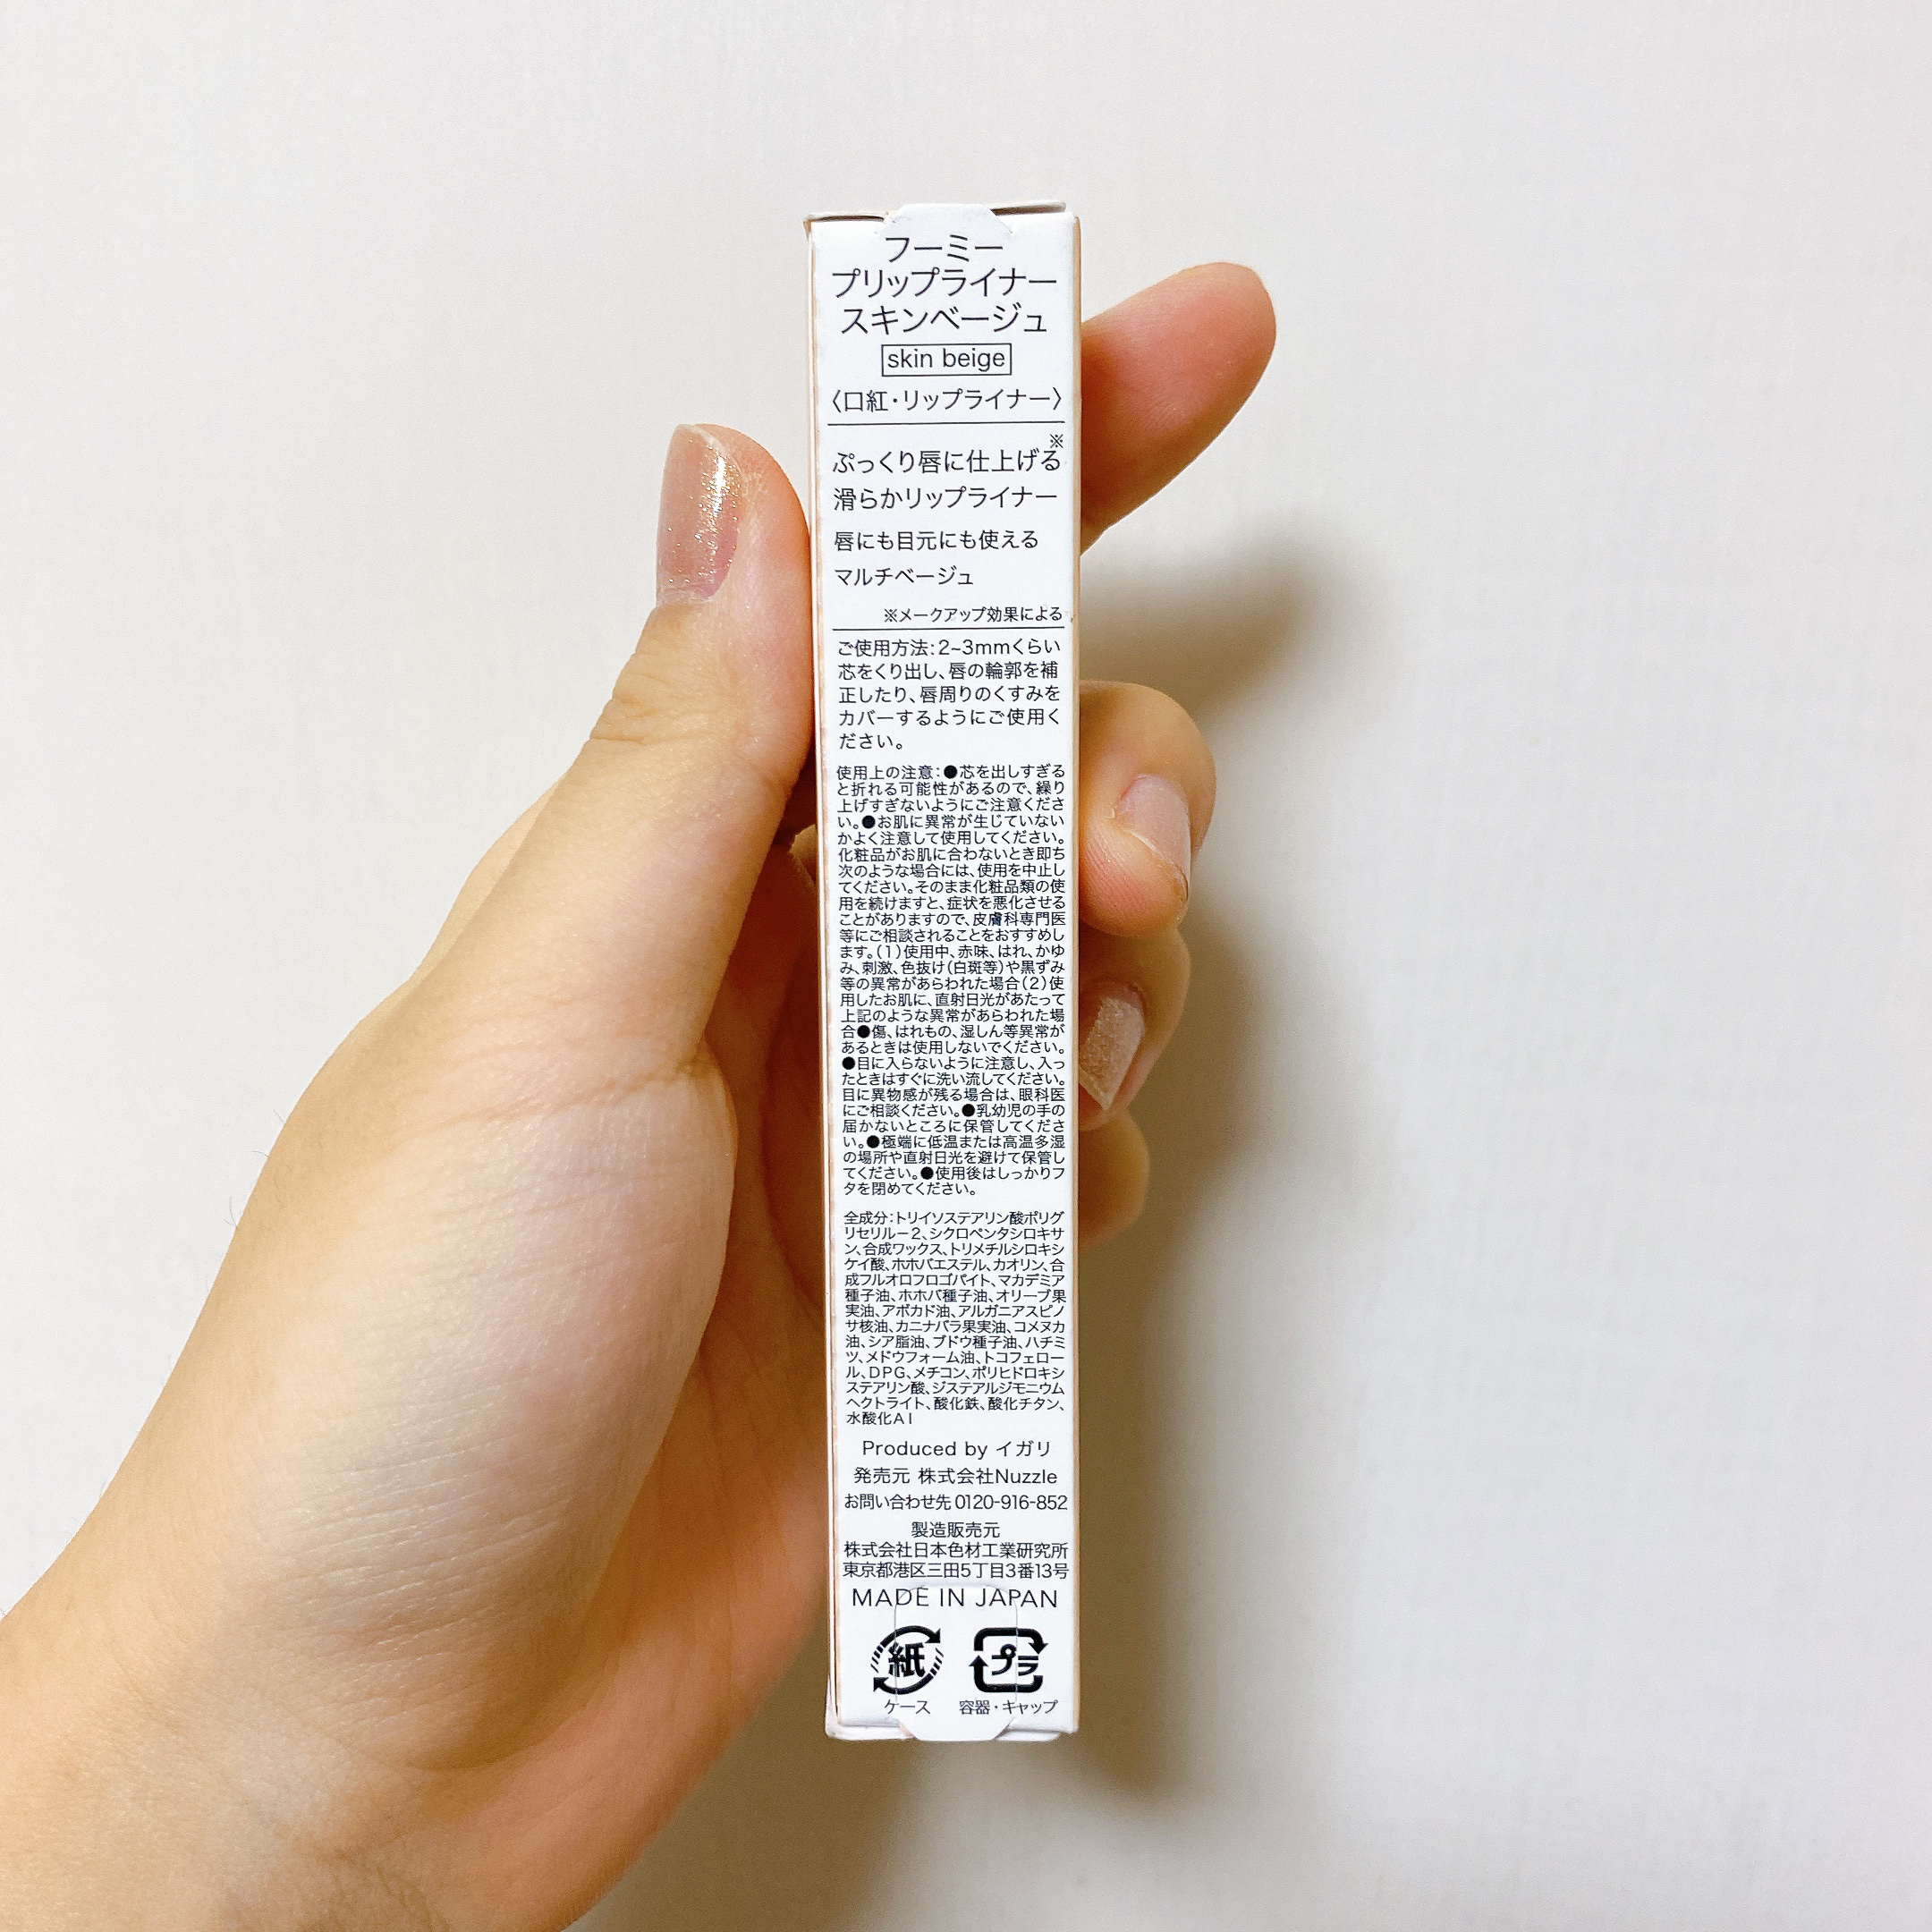 フーミー
プリップライナー
スキンベージュ
skin beige
〈口紅・リップライナー〉
※
ぷっくり唇に仕上げる
滑らかリップライナー
唇にも目元にも使える
マルチベージュ
※メークアップ効果による
ご使用方法:2~3mmくらい
芯をくり出し、唇の輪郭を補
正したり、唇周りのくすみを
カバーするようにご使用く
ださい。
使用上の注意:●芯を出しすぎる
と折れる可能性があるので、繰り
上げすぎないようにご注意くださ
い。●お肌に異常が生じていない
かよく注意して使用してください。
化粧品がお肌に合わないとき即ち
次のような場合には、使用を中止し
てください。そのまま化粧品類の使
用を続けますと、症状を悪化させる
ことがありますので、皮膚科専門医
等にご相談されることをおすすめし
ます。(1)使用中、赤味、はれ、かゆ
み、刺激、色抜け(白斑等)や黒ずみ
等の異常があらわれた場合(2)使
用したお肌に、直射日光があたって
上記のような異常があらわれた場
合●傷、はれもの、湿しん等異常が
あるときは使用しないでください。
●目に入らないように注意し、入っ
たときはすぐに洗い流してください。
目に異物感が残る場合は、眼科医
にご相談ください。●乳幼児の手の
届かないところに保管してくださ
い。●極端に低温または高温多湿
の場所や直射日光を避けて保管し
てください。●使用後はしっかりフ
タを閉めてください。
全成分:トリイソステアリン酸ポリグ
リセリル－2、シクロペンタシロキサ
ン、合成ワックス、トリメチルシロキシ
ケイ酸、ホホバエステル、カオリン、合
成フルオロフロゴパイト、マカデミア
種子油、ホホバ種子油、オリーブ果
実油、アボカド油、アルガニアスピノ
サ核油、カニナバラ果実油、コメヌカ
油、シア脂油、ブドウ種子油、ハチミ
ツ、メドウフォーム油、トコフェロー
ル、DPG、メチコン、ポリヒドロキシ
ステアリン酸、ジステアルジモニウム
ヘクトライト、酸化鉄、酸化チタン、
水酸化Al
Produced by イガリ
発売元 株式会社Nuzzle
お問い合わせ先 0120-916-852
製造販売元
株式会社日本色材工業研究所
東京都港区三田5丁目3番13号
MADE IN JAPAN
紙 プラ
ケース 容器・キャップ